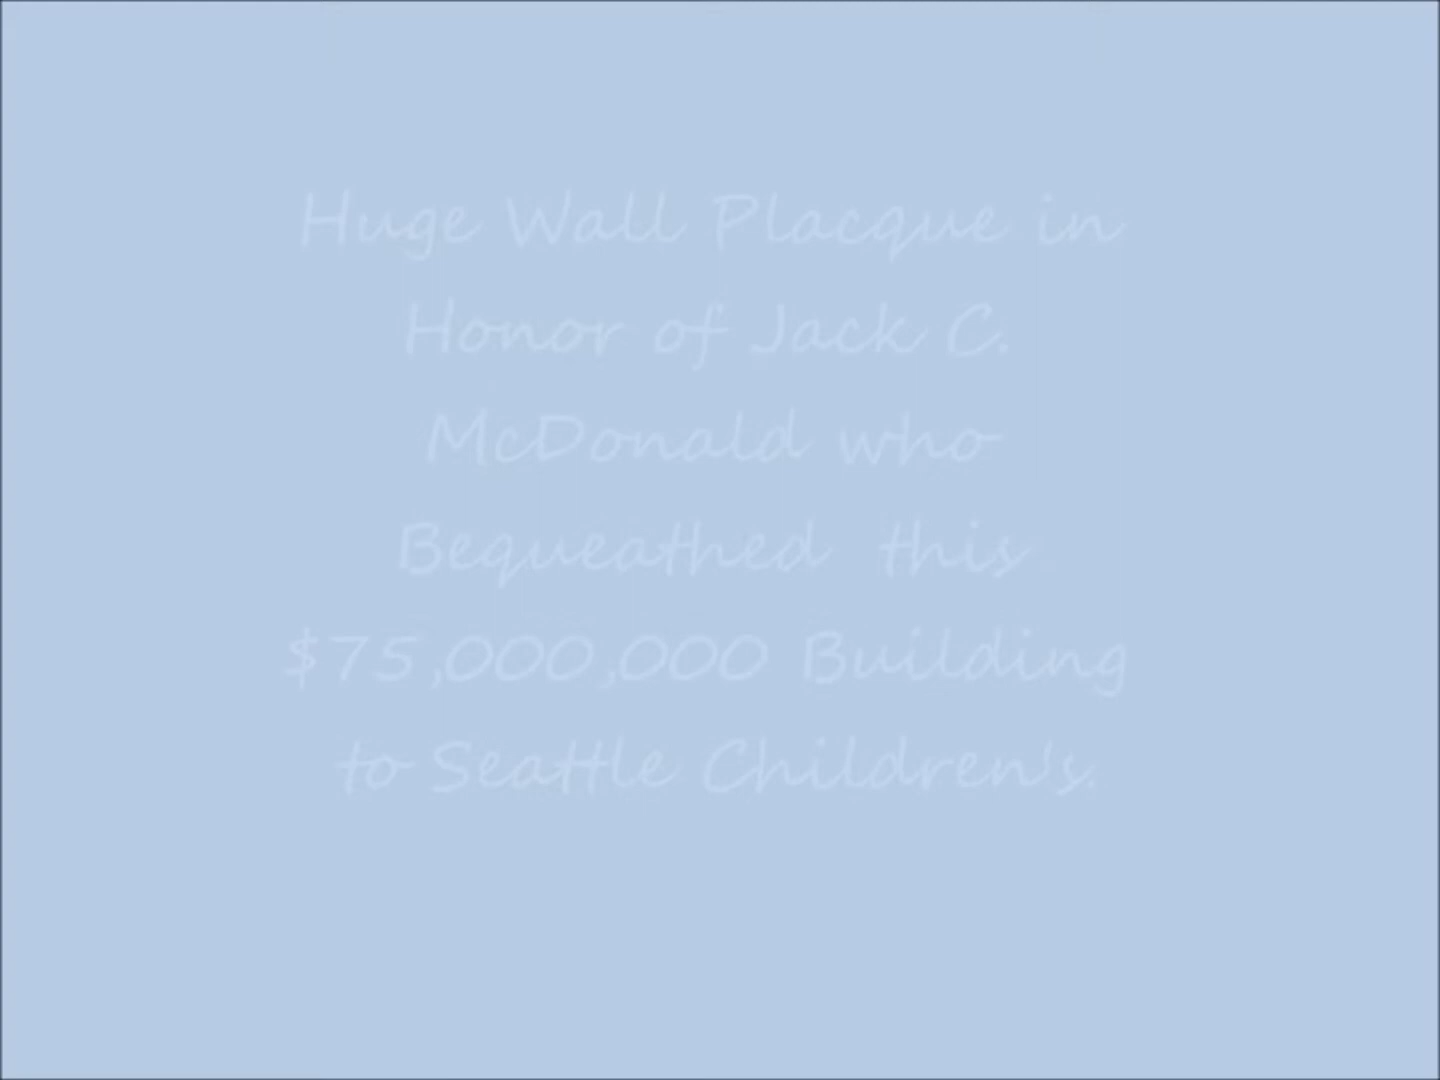 Huge Wall Placque in
Honor of Jack C.
McDonald who
Bequeathed this
$75,000,000 Building
to Seattle Children's.